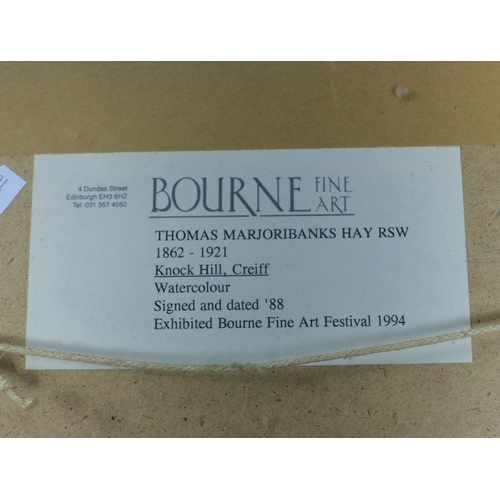 4 Dundas Street
Edinburgh EH3 6HZ
Tel: 031 557 4050
BOURNE FINE ART
THOMAS MARJORIBANKS HAY RSW
1862 - 1921
Knock Hill, Creiff
Watercolour
Signed and dated '88
Exhibited Bourne Fine Art Festival 1994